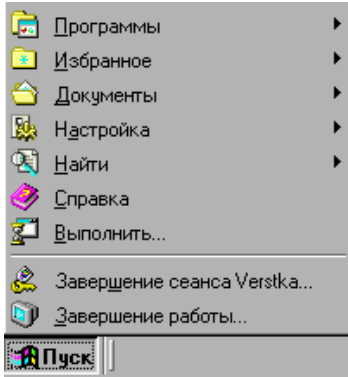 Программы
Избранное
Документы
Настройка
Найти
Справка
Выполнить...
Завершение сеанса Verstka...
Завершение работы...
Пуск